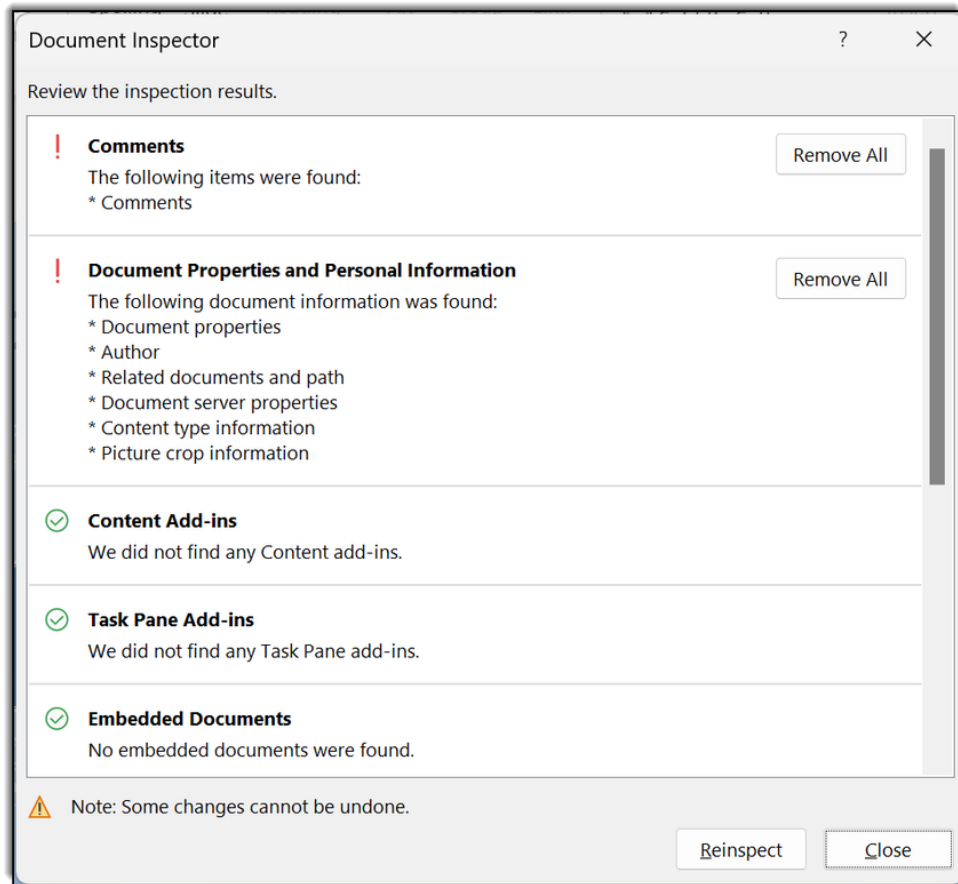 Document Inspector
?
Review the inspection results.
Comments
Remove All
The following items were found:
* Comments
Document Properties and Personal Information
Remove All
The following document information was found:
* Document properties
* Author
* Related documents and path
* Document server properties
* Content type information
* Picture crop information
Content Add-ins
We did not find any Content add-ins.
Task Pane Add-ins
We did not find any Task Pane add-ins.
Embedded Documents
No embedded documents were found.
Note: Some changes cannot be undone.
Reinspect
Close